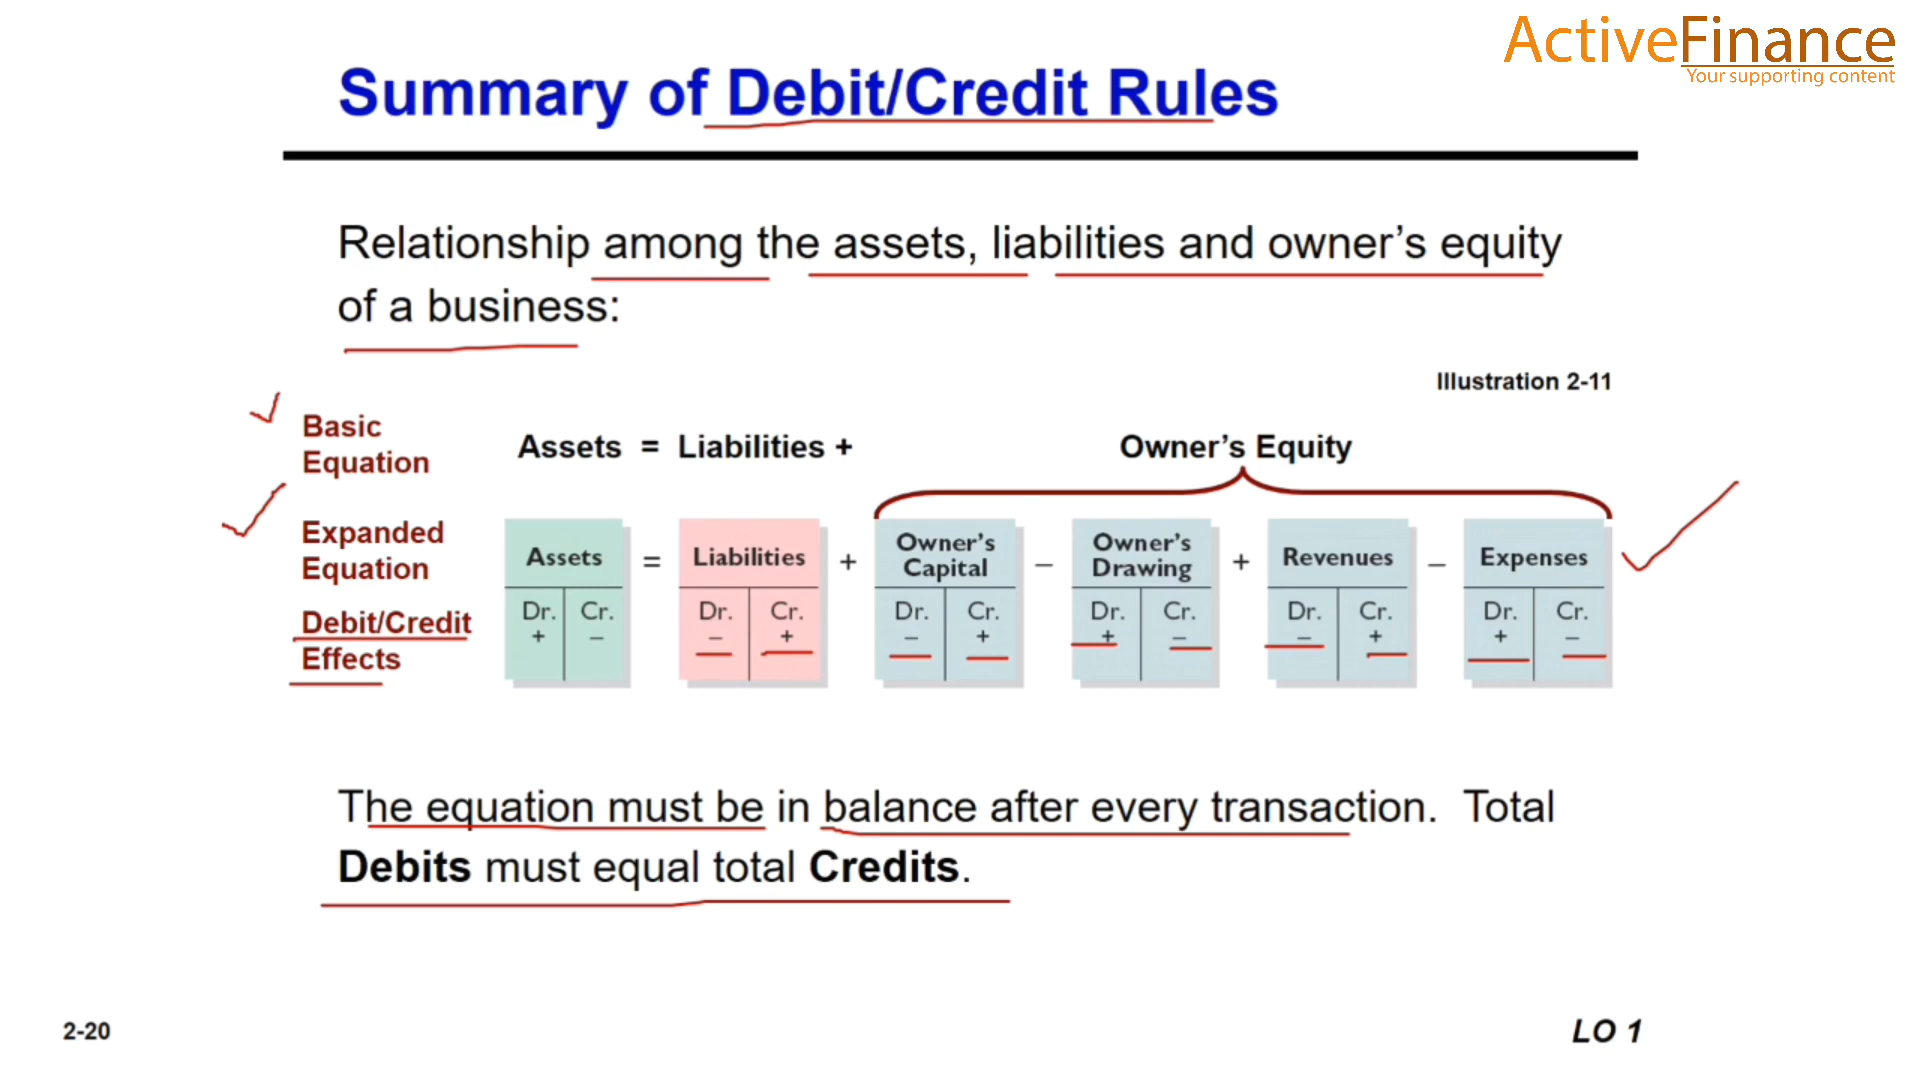 ActiveFinance
Your supporting content
Summary of Debit/Credit Rules
Relationship among the assets, liabilities and owner’s equity
of a business:
Illustration 2-11
Basic
Equation
Assets = Liabilities + Owner’s Equity
Expanded
Equation
Assets = Liabilities + Owner’s Capital – Owner’s Drawing + Revenues – Expenses
Debit/Credit
Effects
Dr. Cr. Dr. Cr. Dr. Cr. Dr. Cr. Dr. Cr. Dr. Cr.
+ – – + – + + – – + + –
The equation must be in balance after every transaction. Total
Debits must equal total Credits.
2-20
LO 1